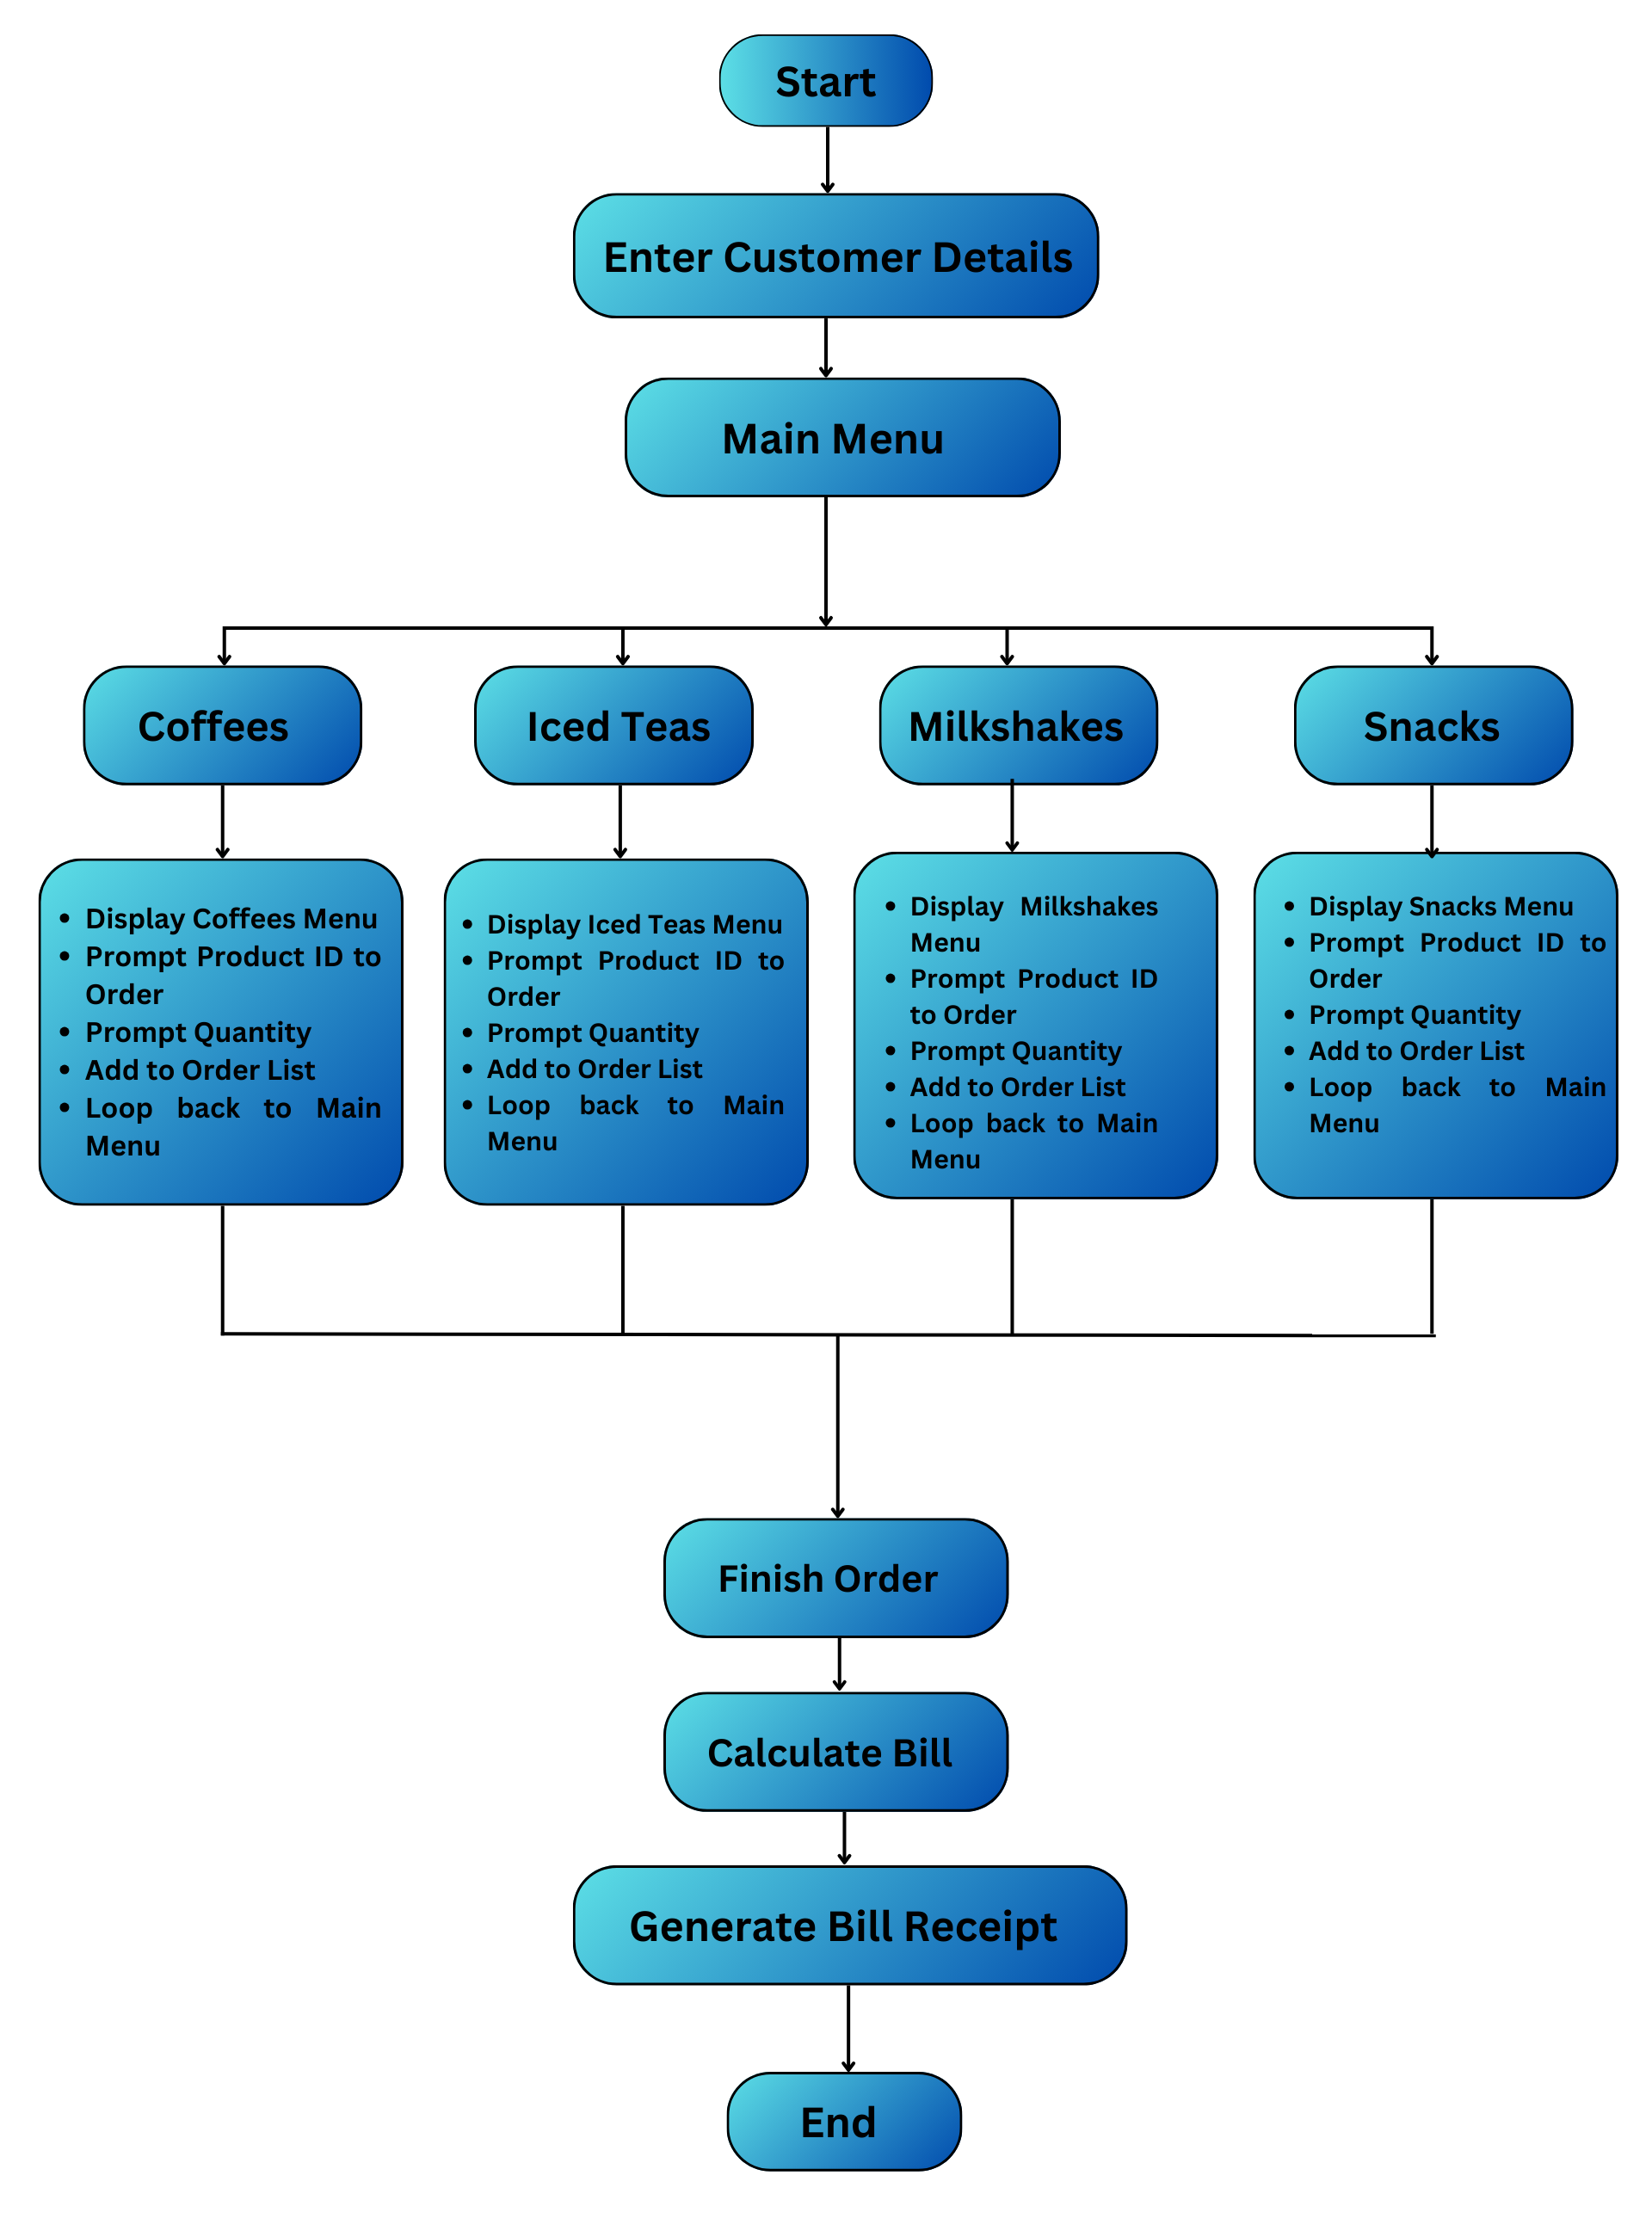 Start
Enter Customer Details
Main Menu
Coffees
Iced Teas
Milkshakes
Snacks
• Display Coffees Menu
• Prompt Product ID to
Order
• Prompt Quantity
• Add to Order List
• Loop back to Main
Menu
• Display Iced Teas Menu
• Prompt Product ID to
Order
• Prompt Quantity
• Add to Order List
• Loop back to Main
Menu
• Display Milkshakes
Menu
• Prompt Product ID
to Order
• Prompt Quantity
• Add to Order List
• Loop back to Main
Menu
• Display Snacks Menu
• Prompt Product ID to
Order
• Prompt Quantity
• Add to Order List
• Loop back to Main
Menu
Finish Order
Calculate Bill
Generate Bill Receipt
End